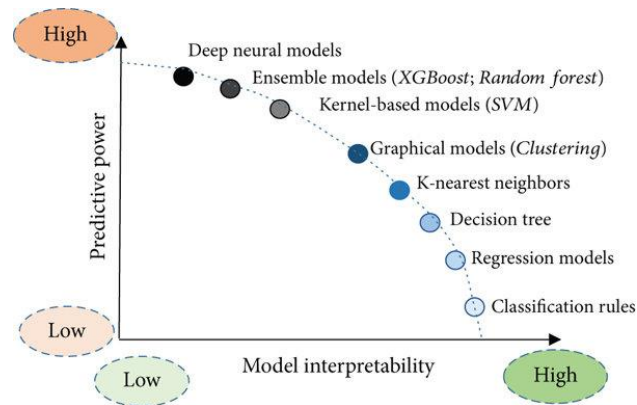 High
Deep neural models
Ensemble models (XGBoost; Random forest)
Kernel-based models (SVM)
Graphical models (Clustering)
K-nearest neighbors
Decision tree
Regression models
Classification rules
Predictive power
Low
Model interpretability
Low
High